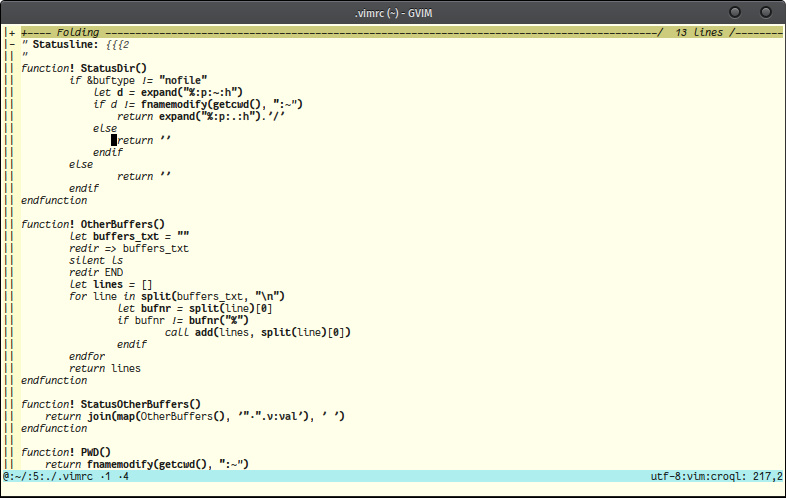 .vimrc (~) - GVIM
|+ +---- Folding ----------------------------------------------------------------------------------------/ 13 lines /--------
|- " Statusline: {{{2
|| "
|| function! StatusDir()
||         if &buftype != "nofile"
||             let d = expand("%:p:~:h")
||             if d != fnamemodify(getcwd(), ":~")
||                 return expand("%:p:.:h").'/'
||             else
||                 return ''
||             endif
||         else
||                 return ''
||         endif
|| endfunction
||
|| function! OtherBuffers()
||         let buffers_txt = ""
||         redir => buffers_txt
||         silent ls
||         redir END
||         let lines = []
||         for line in split(buffers_txt, "\n")
||                 let bufnr = split(line)[0]
||                 if bufnr != bufnr("%")
||                         call add(lines, split(line)[0])
||                 endif
||         endfor
||         return lines
|| endfunction
||
|| function! StatusOtherBuffers()
||     return join(map(OtherBuffers(), '"·".v:val'), ' ')
|| endfunction
||
|| function! PWD()
||     return fnamemodify(getcwd(), ":~")
@:~/:5:./.vimrc ·1 ·4 utf-8:vim:croql: 217,2